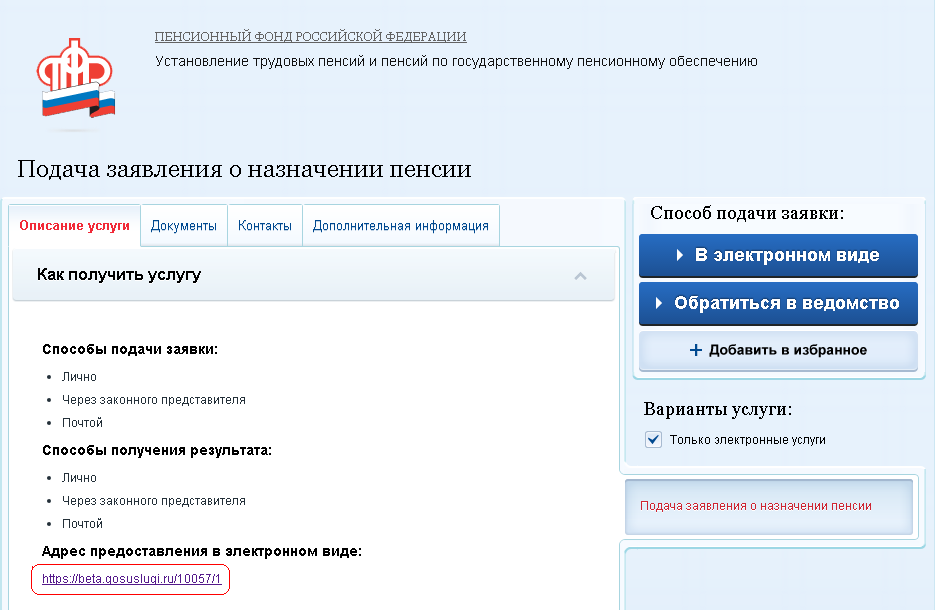 ПЕНСИОННЫЙ ФОНД РОССИЙСКОЙ ФЕДЕРАЦИИ
Установление трудовых пенсий и пенсий по государственному пенсионному обеспечению
ПФР
Подача заявления о назначении пенсии
Описание услуги
Документы
Контакты
Дополнительная информация
Как получить услугу
Способы подачи заявки:
• Лично
• Через законного представителя
• Почтой
Способы получения результата:
• Лично
• Через законного представителя
• Почтой
Адрес предоставления в электронном виде:
https://beta.gosuslugi.ru/10057/1
Способ подачи заявки:
В электронном виде
Обратиться в ведомство
+ Добавить в избранное
Варианты услуги:
Только электронные услуги
Подача заявления о назначении пенсии